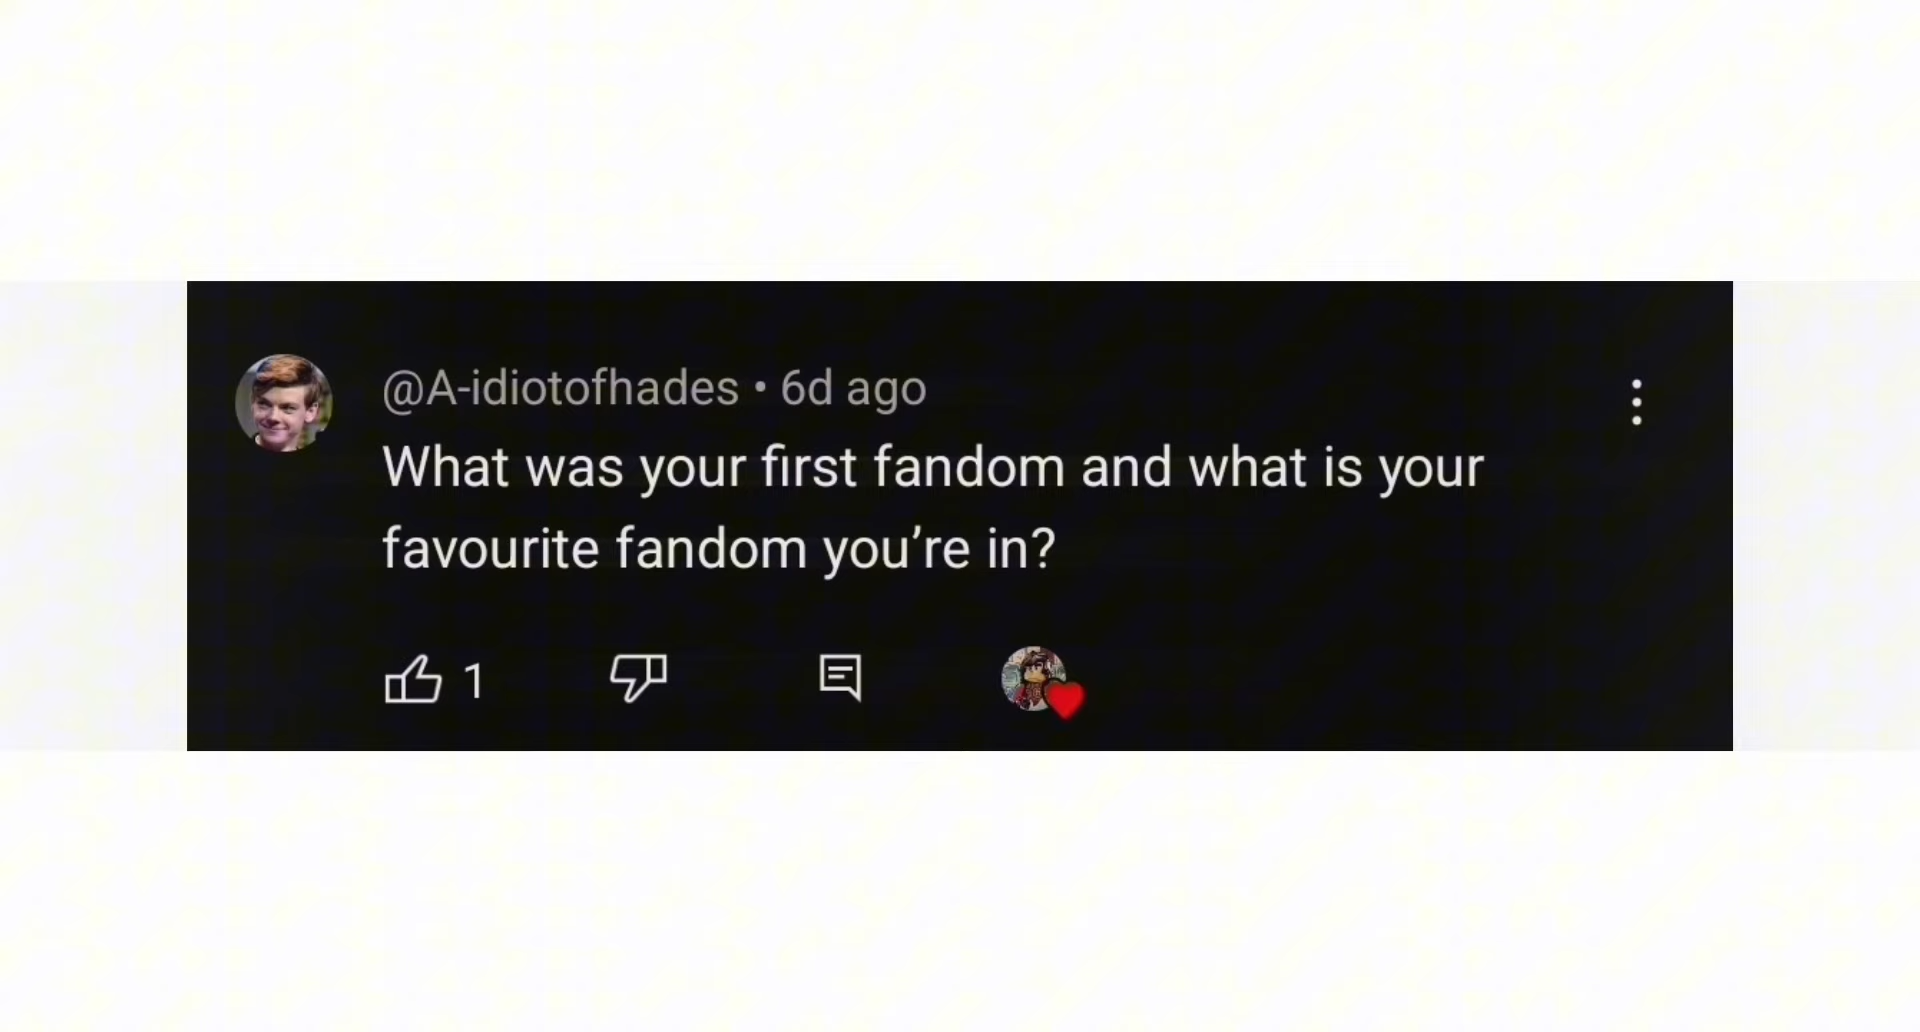 @A-idiotofhades • 6d ago
What was your first fandom and what is your
favourite fandom you’re in?
1